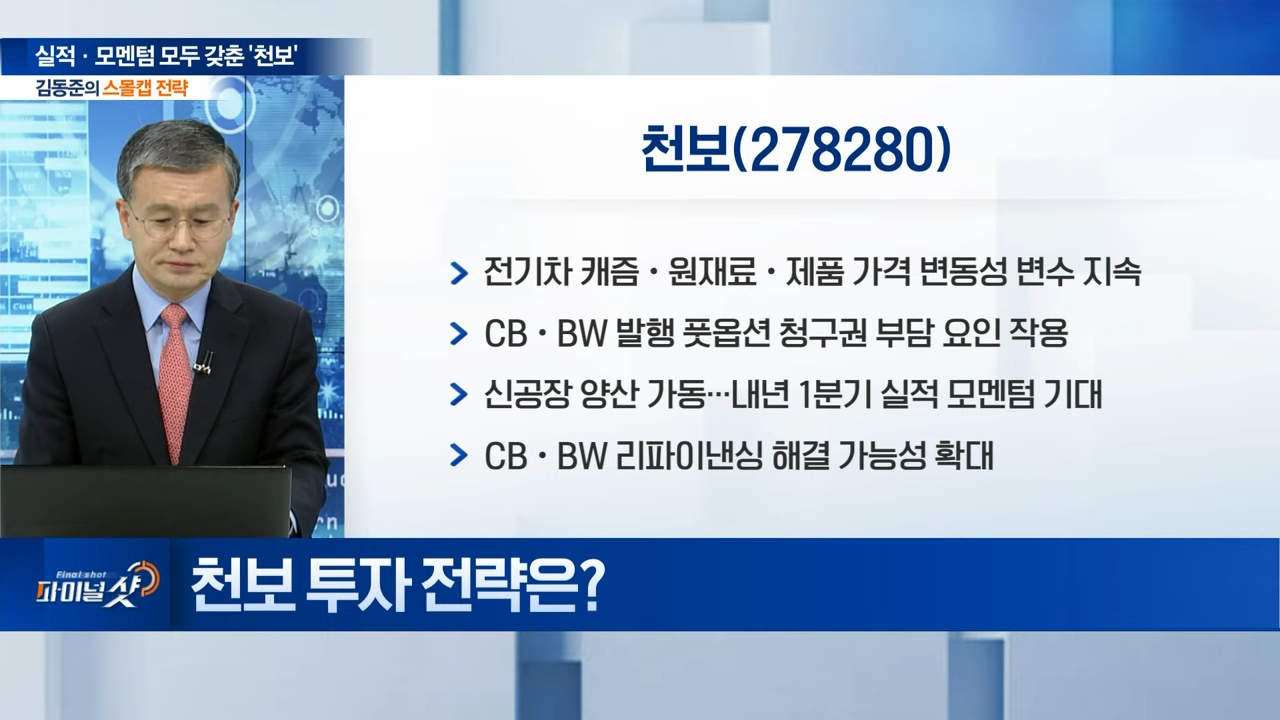 실적·모멘텀 모두 갖춘 '천보'
김동준의 스몰캡 전략
천보(278280)
전기차 캐즘·원재료·제품 가격 변동성 변수 지속
CB·BW 발행 풋옵션 청구권 부담 요인 작용
신공장 양산 가동…내년 1분기 실적 모멘텀 기대
CB·BW 리파이낸싱 해결 가능성 확대
Final shot
파이널샷
천보 투자 전략은?